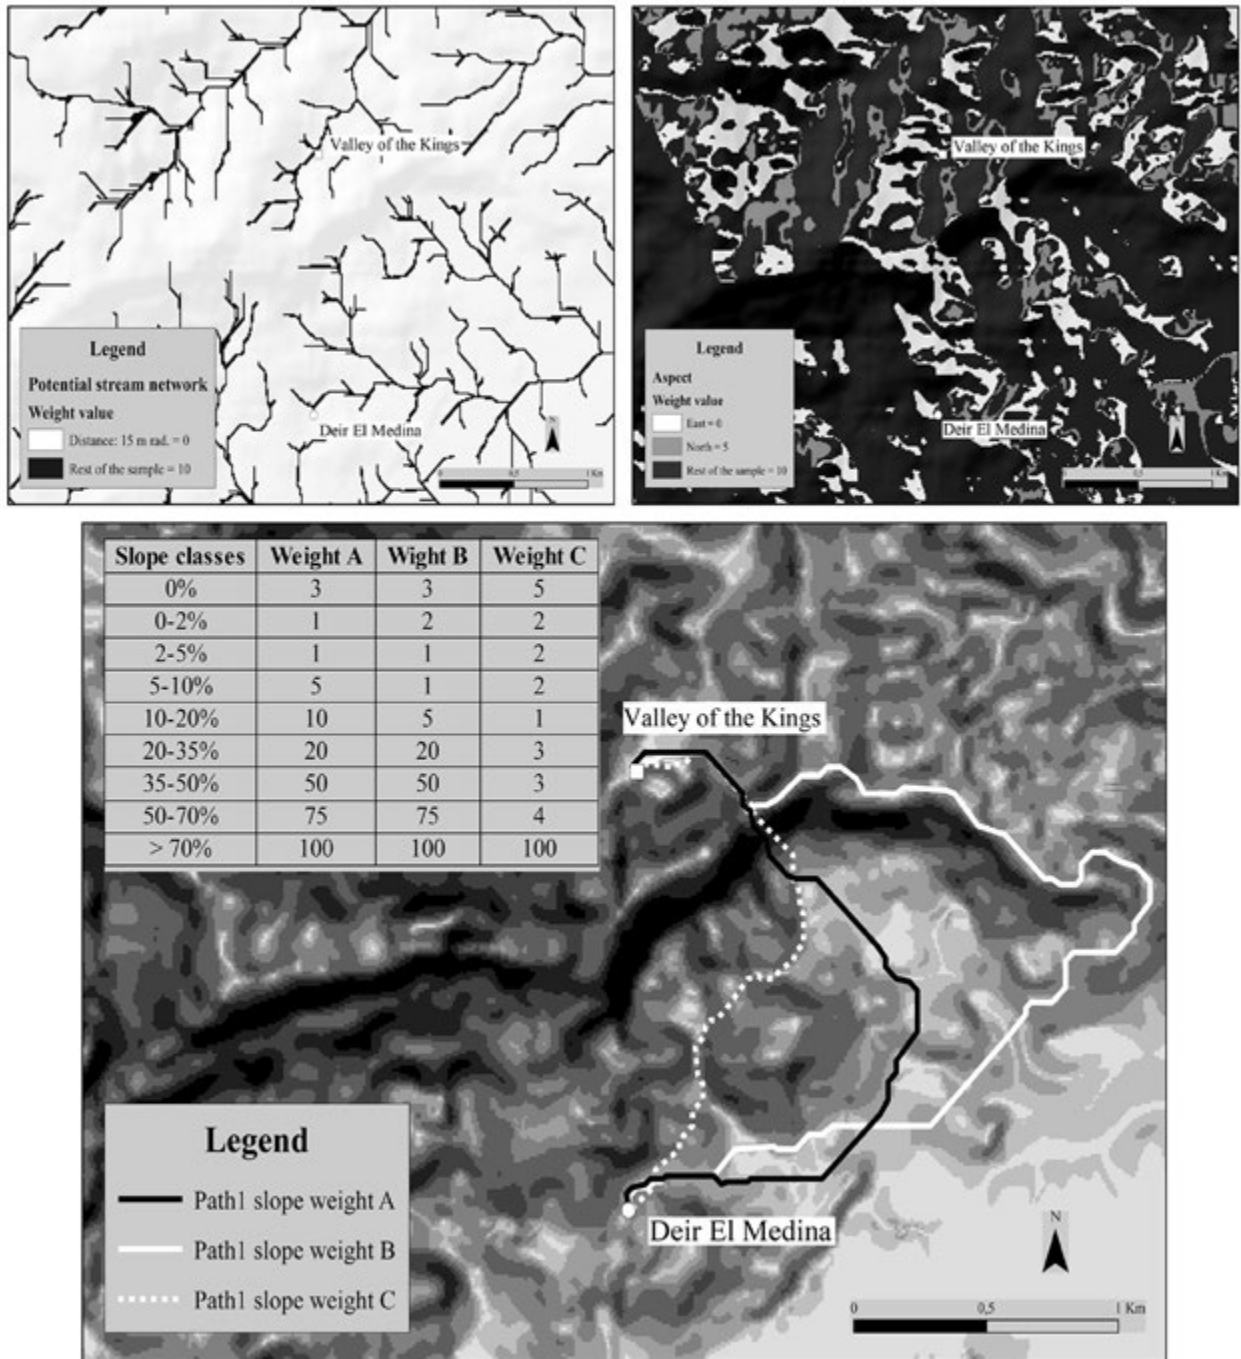 Valley of the Kings
Legend
Potential stream network
Weight value
Distance: 15 m rad. = 0
Rest of the sample = 10
Deir El Medina
N
0 0,5 1 Km
Valley of the Kings
Legend
Aspect
Weight value
East = 0
North = 5
Rest of the sample = 10
Deir El Medina
N
0,5 1 Km
Slope classes Weight A Wight B Weight C
0% 3 3 5
0-2% 1 2 2
2-5% 1 1 2
5-10% 5 1 2
10-20% 10 5 1
20-35% 20 20 3
35-50% 50 50 3
50-70% 75 75 4
> 70% 100 100 100
Valley of the Kings
Legend
Path1 slope weight A
Path1 slope weight B
Path1 slope weight C
Deir El Medina
N
0 0,5 1 Km